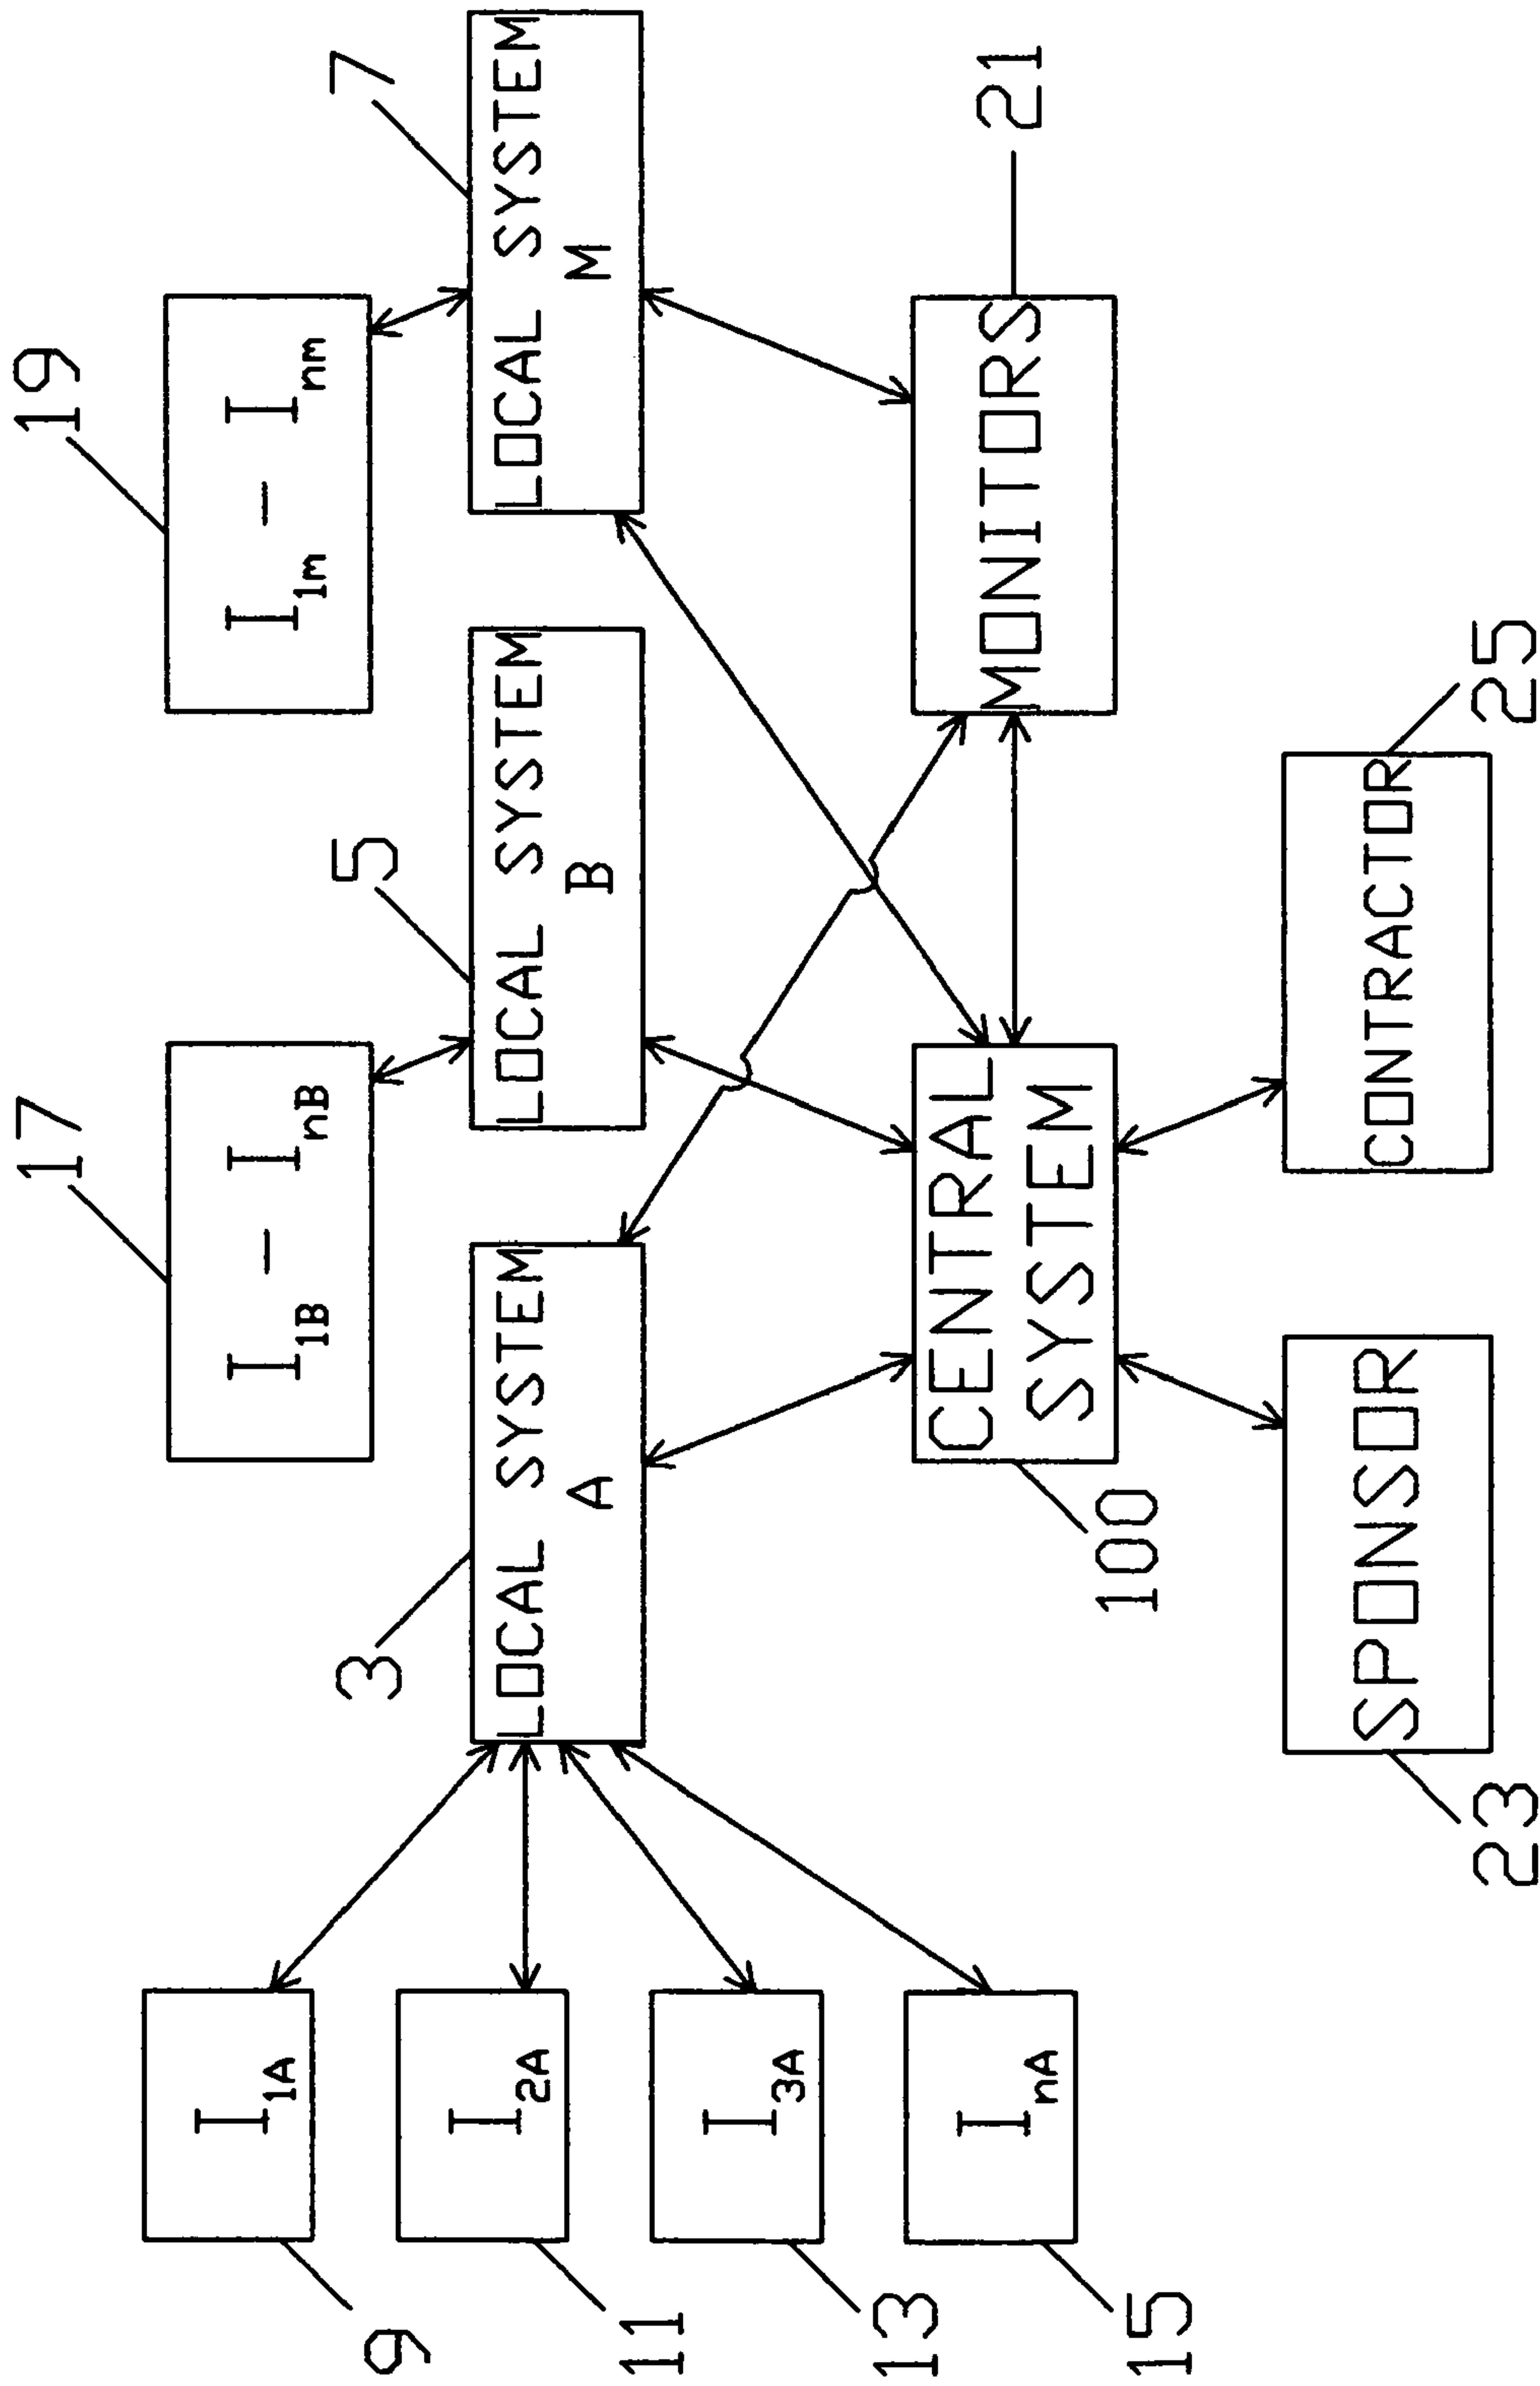 17
19
I1A
I1B - InB
I1m - Inm
9
3
5
7
I2A
LOCAL SYSTEM
A
LOCAL SYSTEM
B
LOCAL SYSTEM
M
11
I3A
13
InA
CENTRAL
SYSTEM
MONITORS
21
15
100
SPONSOR
CONTRACTOR
23
25